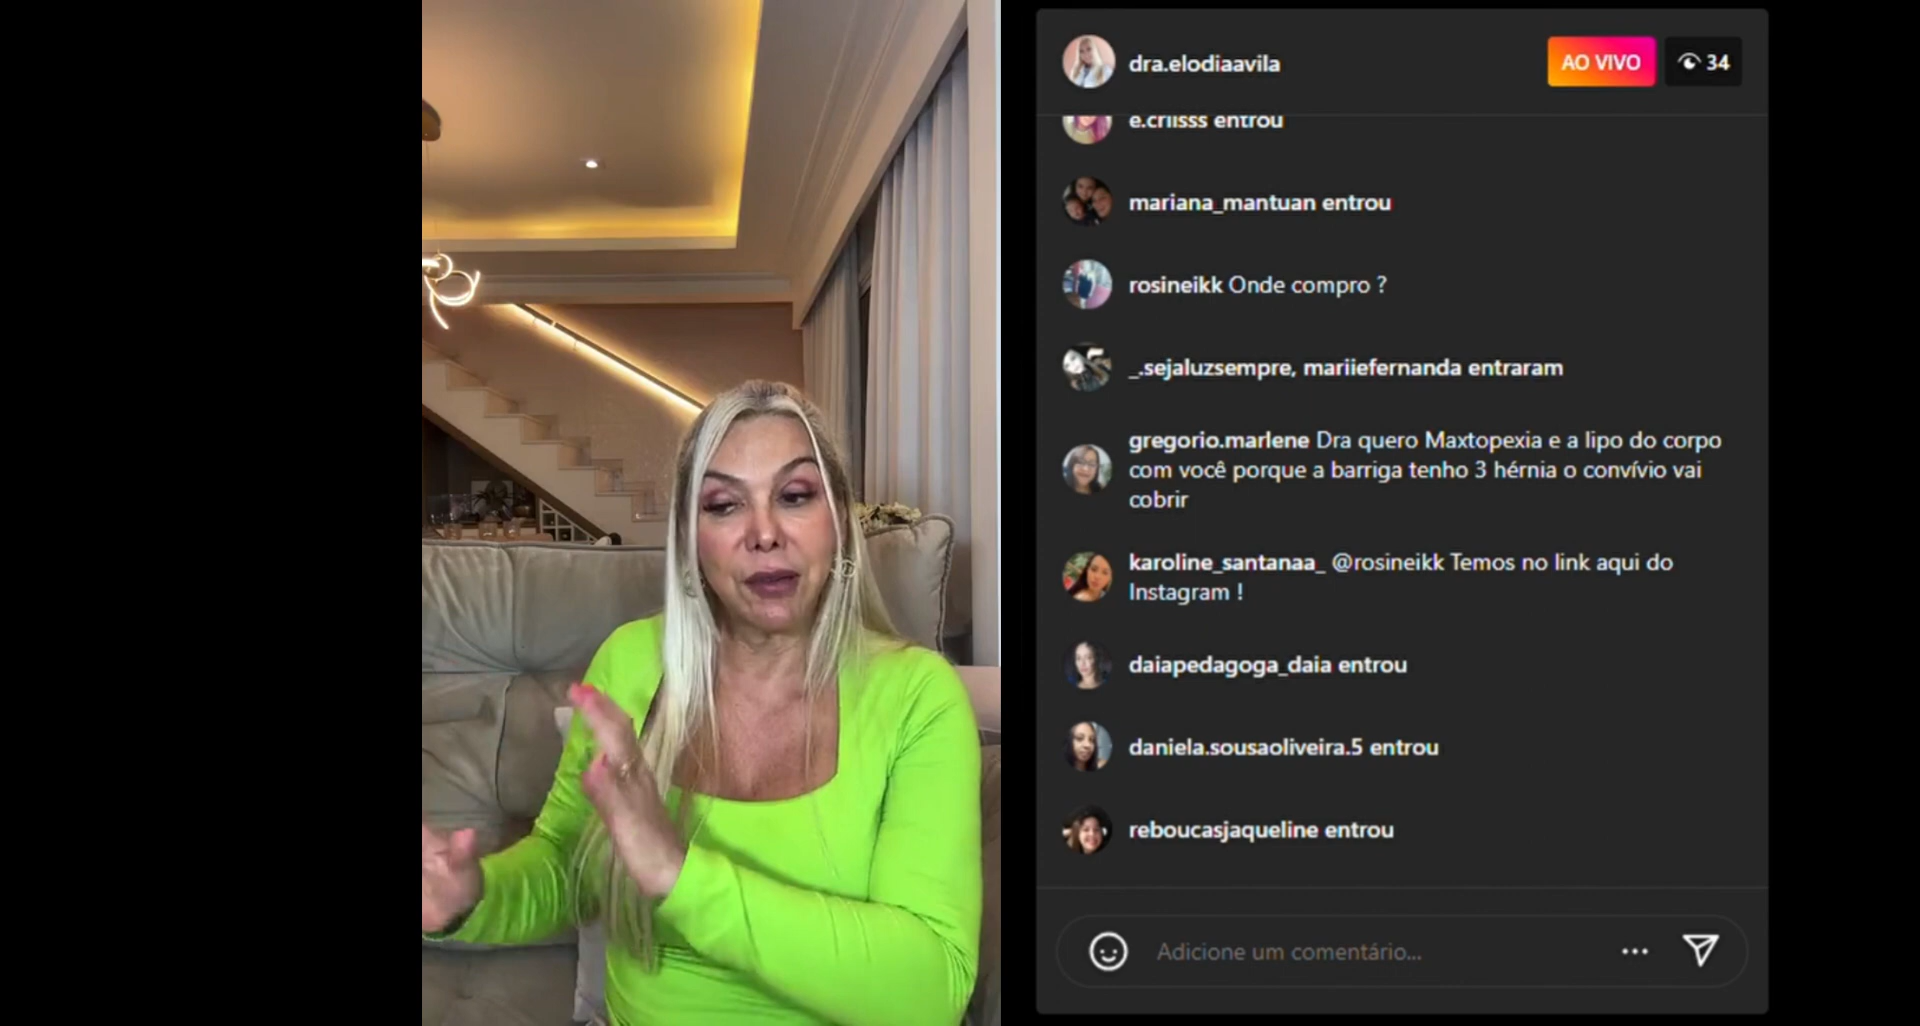 dra.elodiaavila
AO VIVO
34
e.criisss entrou
mariana_mantuan entrou
rosineikk Onde compro ?
_.sejaluzsempre, mariiefernanda entraram
gregorio.marlene Dra quero Maxtopexia e a lipo do corpo
com você porque a barriga tenho 3 hérnia o convívio vai
cobrir
karoline_santanaa_ @rosineikk Temos no link aqui do
Instagram !
daiapedagoga_daia entrou
daniela.sousaoliveira.5 entrou
reboucasjaqueline entrou
Adicione um comentário...